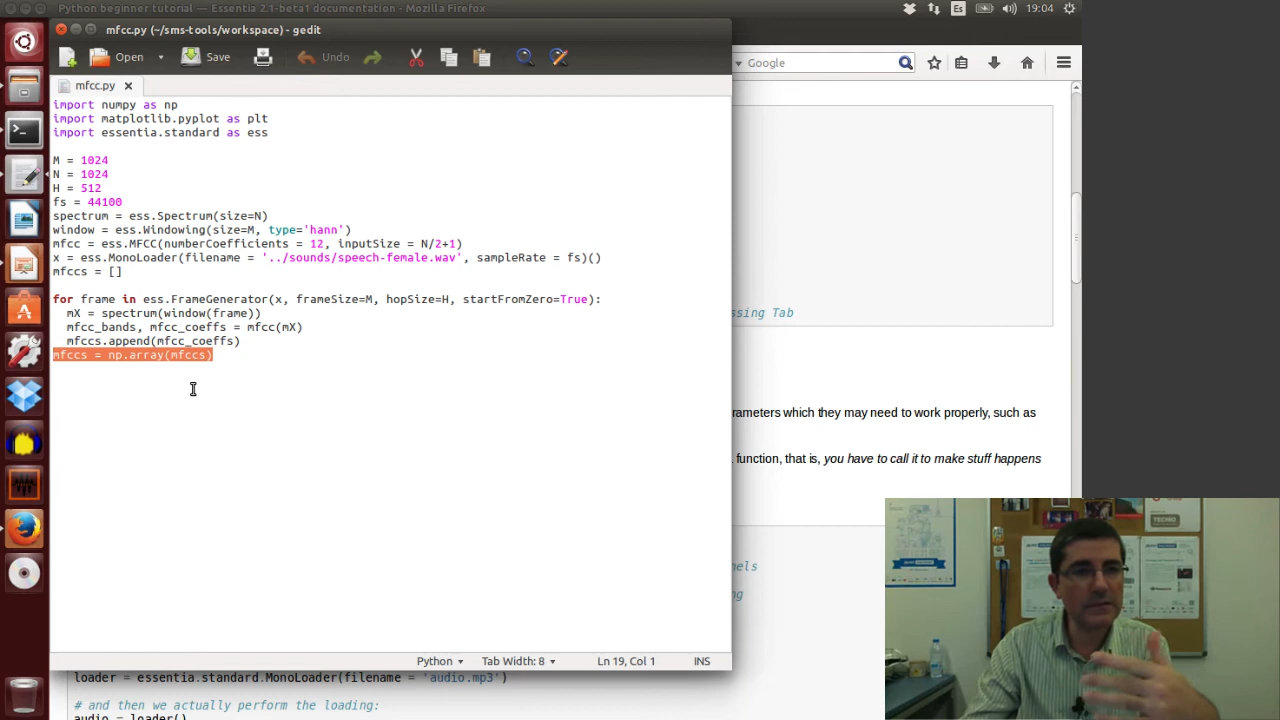 Python beginner tutorial — Essentia 2.1-beta1 documentation - Mozilla Firefox
Es
19:04
mfcc.py (~/sms-tools/workspace) - gedit
Open
Save
Undo
Google
mfcc.py
import numpy as np
import matplotlib.pyplot as plt
import essentia.standard as ess
M = 1024
N = 1024
H = 512
fs = 44100
spectrum = ess.Spectrum(size=N)
window = ess.Windowing(size=M, type='hann')
mfcc = ess.MFCC(numberCoefficients = 12, inputSize = N/2+1)
x = ess.MonoLoader(filename = '../sounds/speech-female.wav', sampleRate = fs)()
mfccs = []
for frame in ess.FrameGenerator(x, frameSize=M, hopSize=H, startFromZero=True):
mX = spectrum(window(frame))
mfcc_bands, mfcc_coeffs = mfcc(mX)
mfccs.append(mfcc_coeffs)
mfccs = np.array(mfccs)
ssing Tab
rameters which they may need to work properly, such as
a function, that is, you have to call it to make stuff happens
nels
ng
Python
Tab Width: 8
Ln 19, Col 1
INS
loader = essentia.standard.MonoLoader(filename = 'audio.mp3')
# and then we actually perform the loading:
audio = loader()
TECHNO